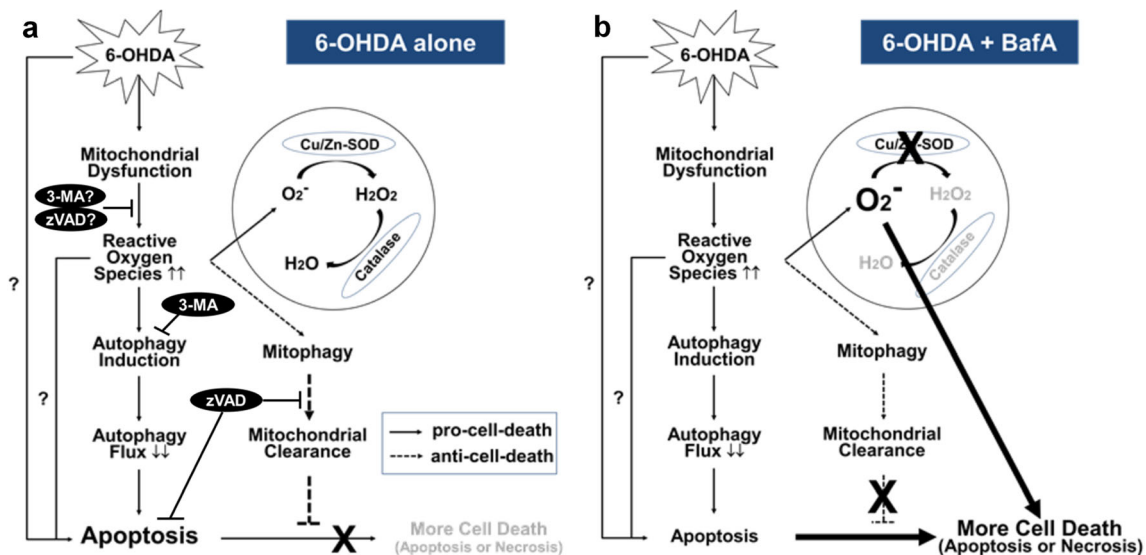 a
6-OHDA alone
6-OHDA
Mitochondrial
Dysfunction
3-MA?
zVAD?
Reactive
Oxygen
Species ↑↑
Cu/Zn-SOD
O₂⁻
H₂O₂
H₂O
Catalase
?
3-MA
Autophagy
Induction
Mitophagy
?
zVAD
Autophagy
Flux ↓↓
Mitochondrial
Clearance
pro-cell-death
anti-cell-death
Apoptosis
X
More Cell Death
(Apoptosis or Necrosis)
b
6-OHDA + BafA
6-OHDA
Mitochondrial
Dysfunction
Reactive
Oxygen
Species ↑↑
Cu/Zn-SOD
X
O₂⁻
H₂O₂
H₂O
Catalase
?
Autophagy
Induction
Mitophagy
?
Autophagy
Flux ↓↓
Mitochondrial
Clearance
X
Apoptosis
More Cell Death
(Apoptosis or Necrosis)